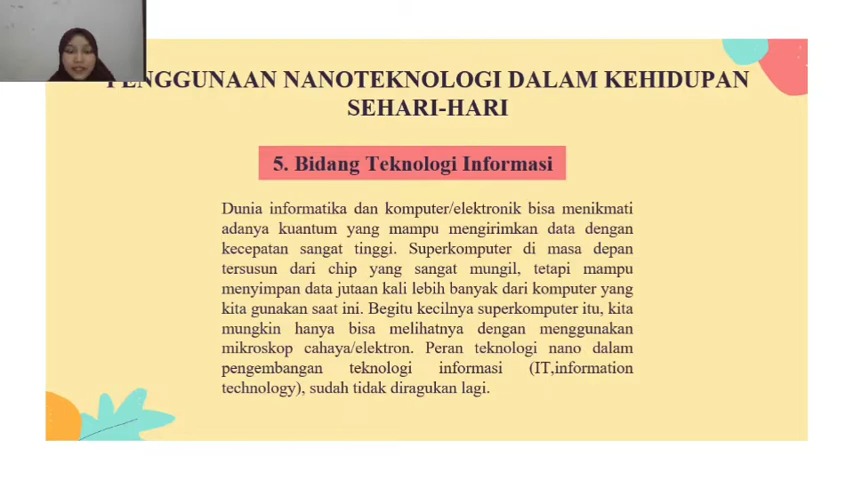 PENGGUNAAN NANOTEKNOLOGI DALAM KEHIDUPAN
SEHARI-HARI
5. Bidang Teknologi Informasi
Dunia informatika dan komputer/elektronik bisa menikmati
adanya kuantum yang mampu mengirimkan data dengan
kecepatan sangat tinggi. Superkomputer di masa depan
tersusun dari chip yang sangat mungil, tetapi mampu
menyimpan data jutaan kali lebih banyak dari komputer yang
kita gunakan saat ini. Begitu kecilnya superkomputer itu, kita
mungkin hanya bisa melihatnya dengan menggunakan
mikroskop cahaya/elektron. Peran teknologi nano dalam
pengembangan teknologi informasi (IT,information
technology), sudah tidak diragukan lagi.